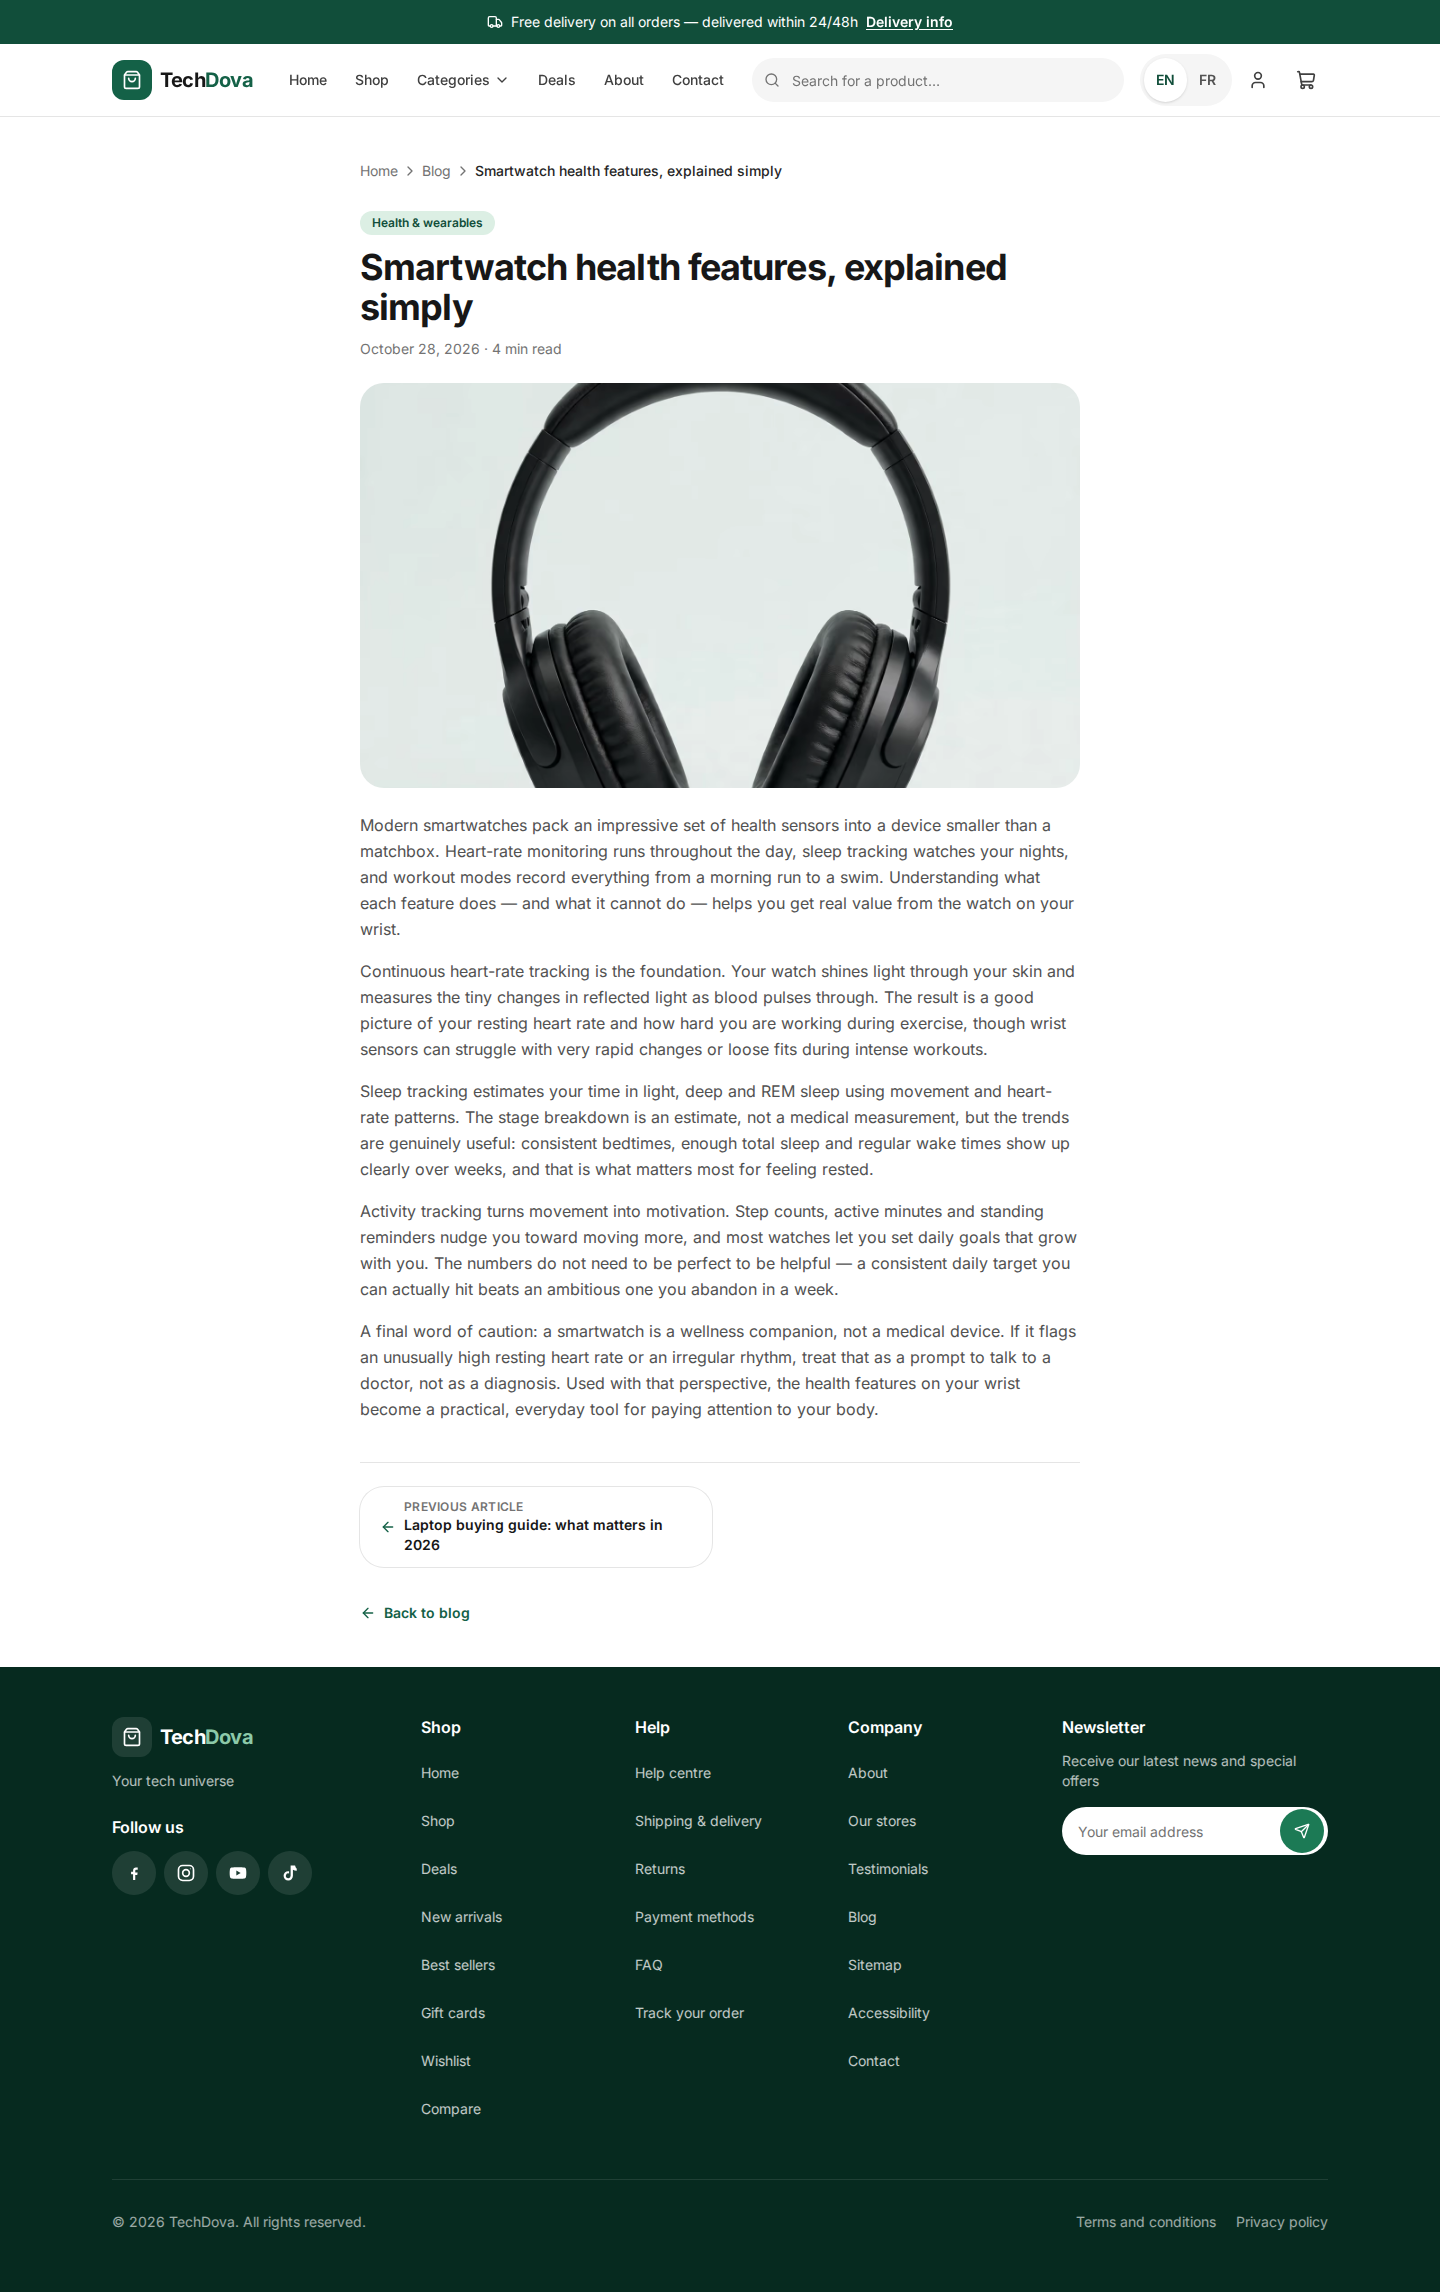 Free delivery on all orders — delivered within 24/48h Delivery info
TechDova Home Shop Categories Deals About Contact Search for a product... EN FR
Home Blog Smartwatch health features, explained simply
Health & wearables
Smartwatch health features, explained
simply
October 28, 2026 · 4 min read
Modern smartwatches pack an impressive set of health sensors into a device smaller than a
matchbox. Heart-rate monitoring runs throughout the day, sleep tracking watches your nights,
and workout modes record everything from a morning run to a swim. Understanding what
each feature does — and what it cannot do — helps you get real value from the watch on your
wrist.
Continuous heart-rate tracking is the foundation. Your watch shines light through your skin and
measures the tiny changes in reflected light as blood pulses through. The result is a good
picture of your resting heart rate and how hard you are working during exercise, though wrist
sensors can struggle with very rapid changes or loose fits during intense workouts.
Sleep tracking estimates your time in light, deep and REM sleep using movement and heart-
rate patterns. The stage breakdown is an estimate, not a medical measurement, but the trends
are genuinely useful: consistent bedtimes, enough total sleep and regular wake times show up
clearly over weeks, and that is what matters most for feeling rested.
Activity tracking turns movement into motivation. Step counts, active minutes and standing
reminders nudge you toward moving more, and most watches let you set daily goals that grow
with you. The numbers do not need to be perfect to be helpful — a consistent daily target you
can actually hit beats an ambitious one you abandon in a week.
A final word of caution: a smartwatch is a wellness companion, not a medical device. If it flags
an unusually high resting heart rate or an irregular rhythm, treat that as a prompt to talk to a
doctor, not as a diagnosis. Used with that perspective, the health features on your wrist
become a practical, everyday tool for paying attention to your body.
PREVIOUS ARTICLE
Laptop buying guide: what matters in
2026
Back to blog
TechDova
Your tech universe
Follow us
Shop
Home
Shop
Deals
New arrivals
Best sellers
Gift cards
Wishlist
Compare
Help
Help centre
Shipping & delivery
Returns
Payment methods
FAQ
Track your order
Company
About
Our stores
Testimonials
Blog
Sitemap
Accessibility
Contact
Newsletter
Receive our latest news and special
offers
Your email address
© 2026 TechDova. All rights reserved.
Terms and conditions Privacy policy